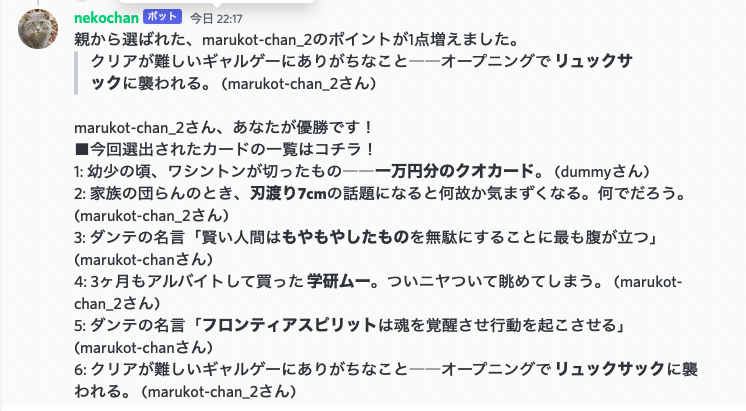 nekochan ボット 今日 22:17
親から選ばれた、marukot-chan_2のポイントが1点増えました。
クリアが難しいギャルゲーにありがちなこと──オープニングで リュックサ
ックに襲われる。 (marukot-chan_2さん)
marukot-chan_2さん、あなたが優勝です！
■今回選出されたカードの一覧はコチラ！
1: 幼少の頃、ワシントンが切ったもの──一万円分のクオカード。 (dummyさん)
2: 家族の団らんのとき、刃渡り7cmの話題になると何故か気まずくなる。何でだろう。
(marukot-chan_2さん)
3: ダンテの名言「賢い人間はもやもやしたものを無駄にすることに最も腹が立つ」
(marukot-chanさん)
4: 3ヶ月もアルバイトして買った 学研ムー。ついニヤついて眺めてしまう。 (marukot-
chan_2さん)
5: ダンテの名言「フロンティアスピリットは魂を覚醒させ行動を起こさせる」
(marukot-chanさん)
6: クリアが難しいギャルゲーにありがちなこと──オープニングで リュックサックに襲
われる。 (marukot-chan_2さん)